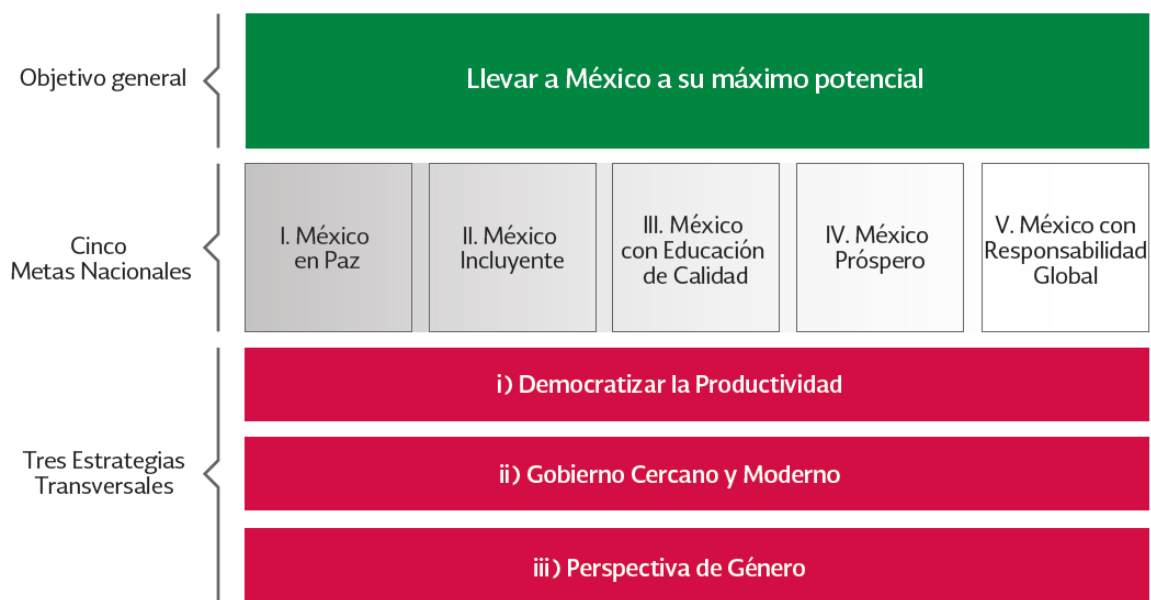 Objetivo general
Llevar a México a su máximo potencial
Cinco
Metas Nacionales
I. México
en Paz
II. México
Incluyente
III. México
con Educación
de Calidad
IV. México
Próspero
V. México con
Responsabilidad
Global
Tres Estrategias
Transversales
i) Democratizar la Productividad
ii) Gobierno Cercano y Moderno
iii) Perspectiva de Género